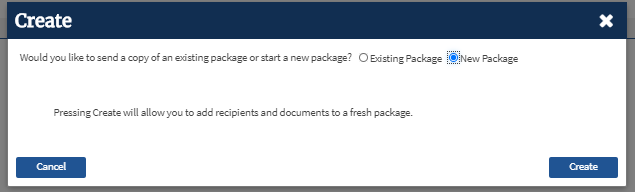 Create
Would you like to send a copy of an existing package or start a new package? Existing Package New Package
Pressing Create will allow you to add recipients and documents to a fresh package.
Cancel Create